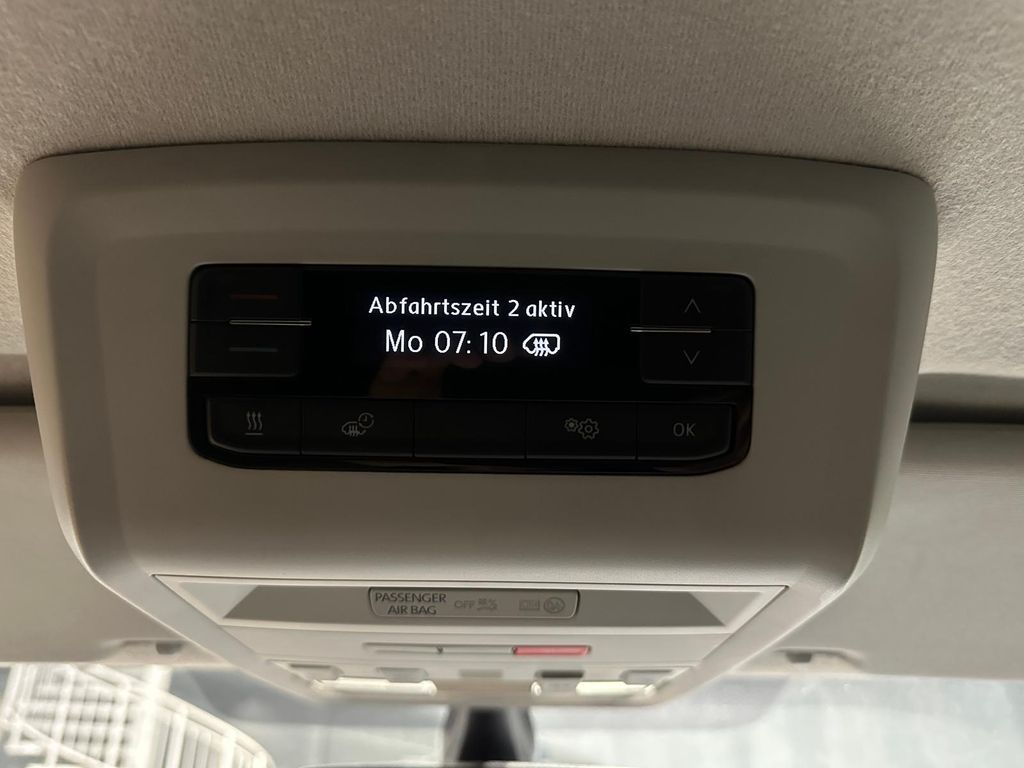 Abfahrtszeit 2 aktiv
Mo 07:10
OK
PASSENGER
AIR BAG
OFF